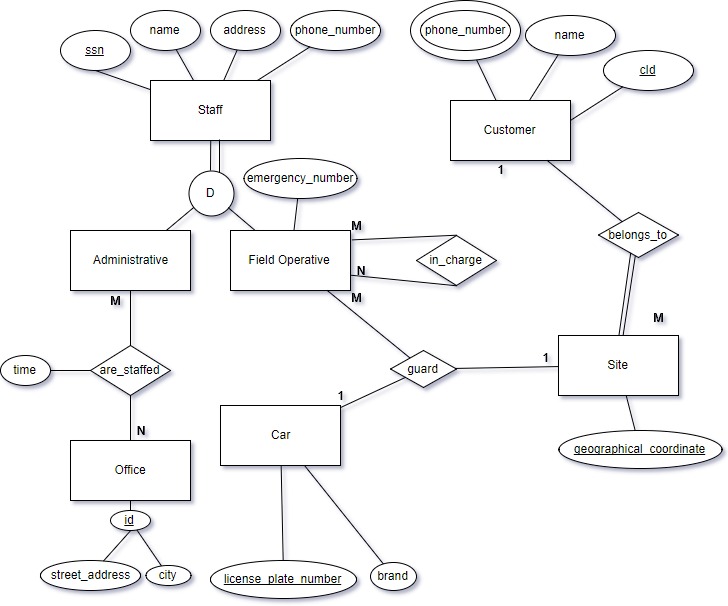 phone_number
name
address
phone_number
name
ssn
cId
Staff
Customer
1
emergency_number
D
M
belongs_to
Administrative
Field Operative
in_charge
N
M
M
M
1
Site
time
are_staffed
guard
1
N
Car
geographical_coordinate
Office
id
street_address
city
license_plate_number
brand